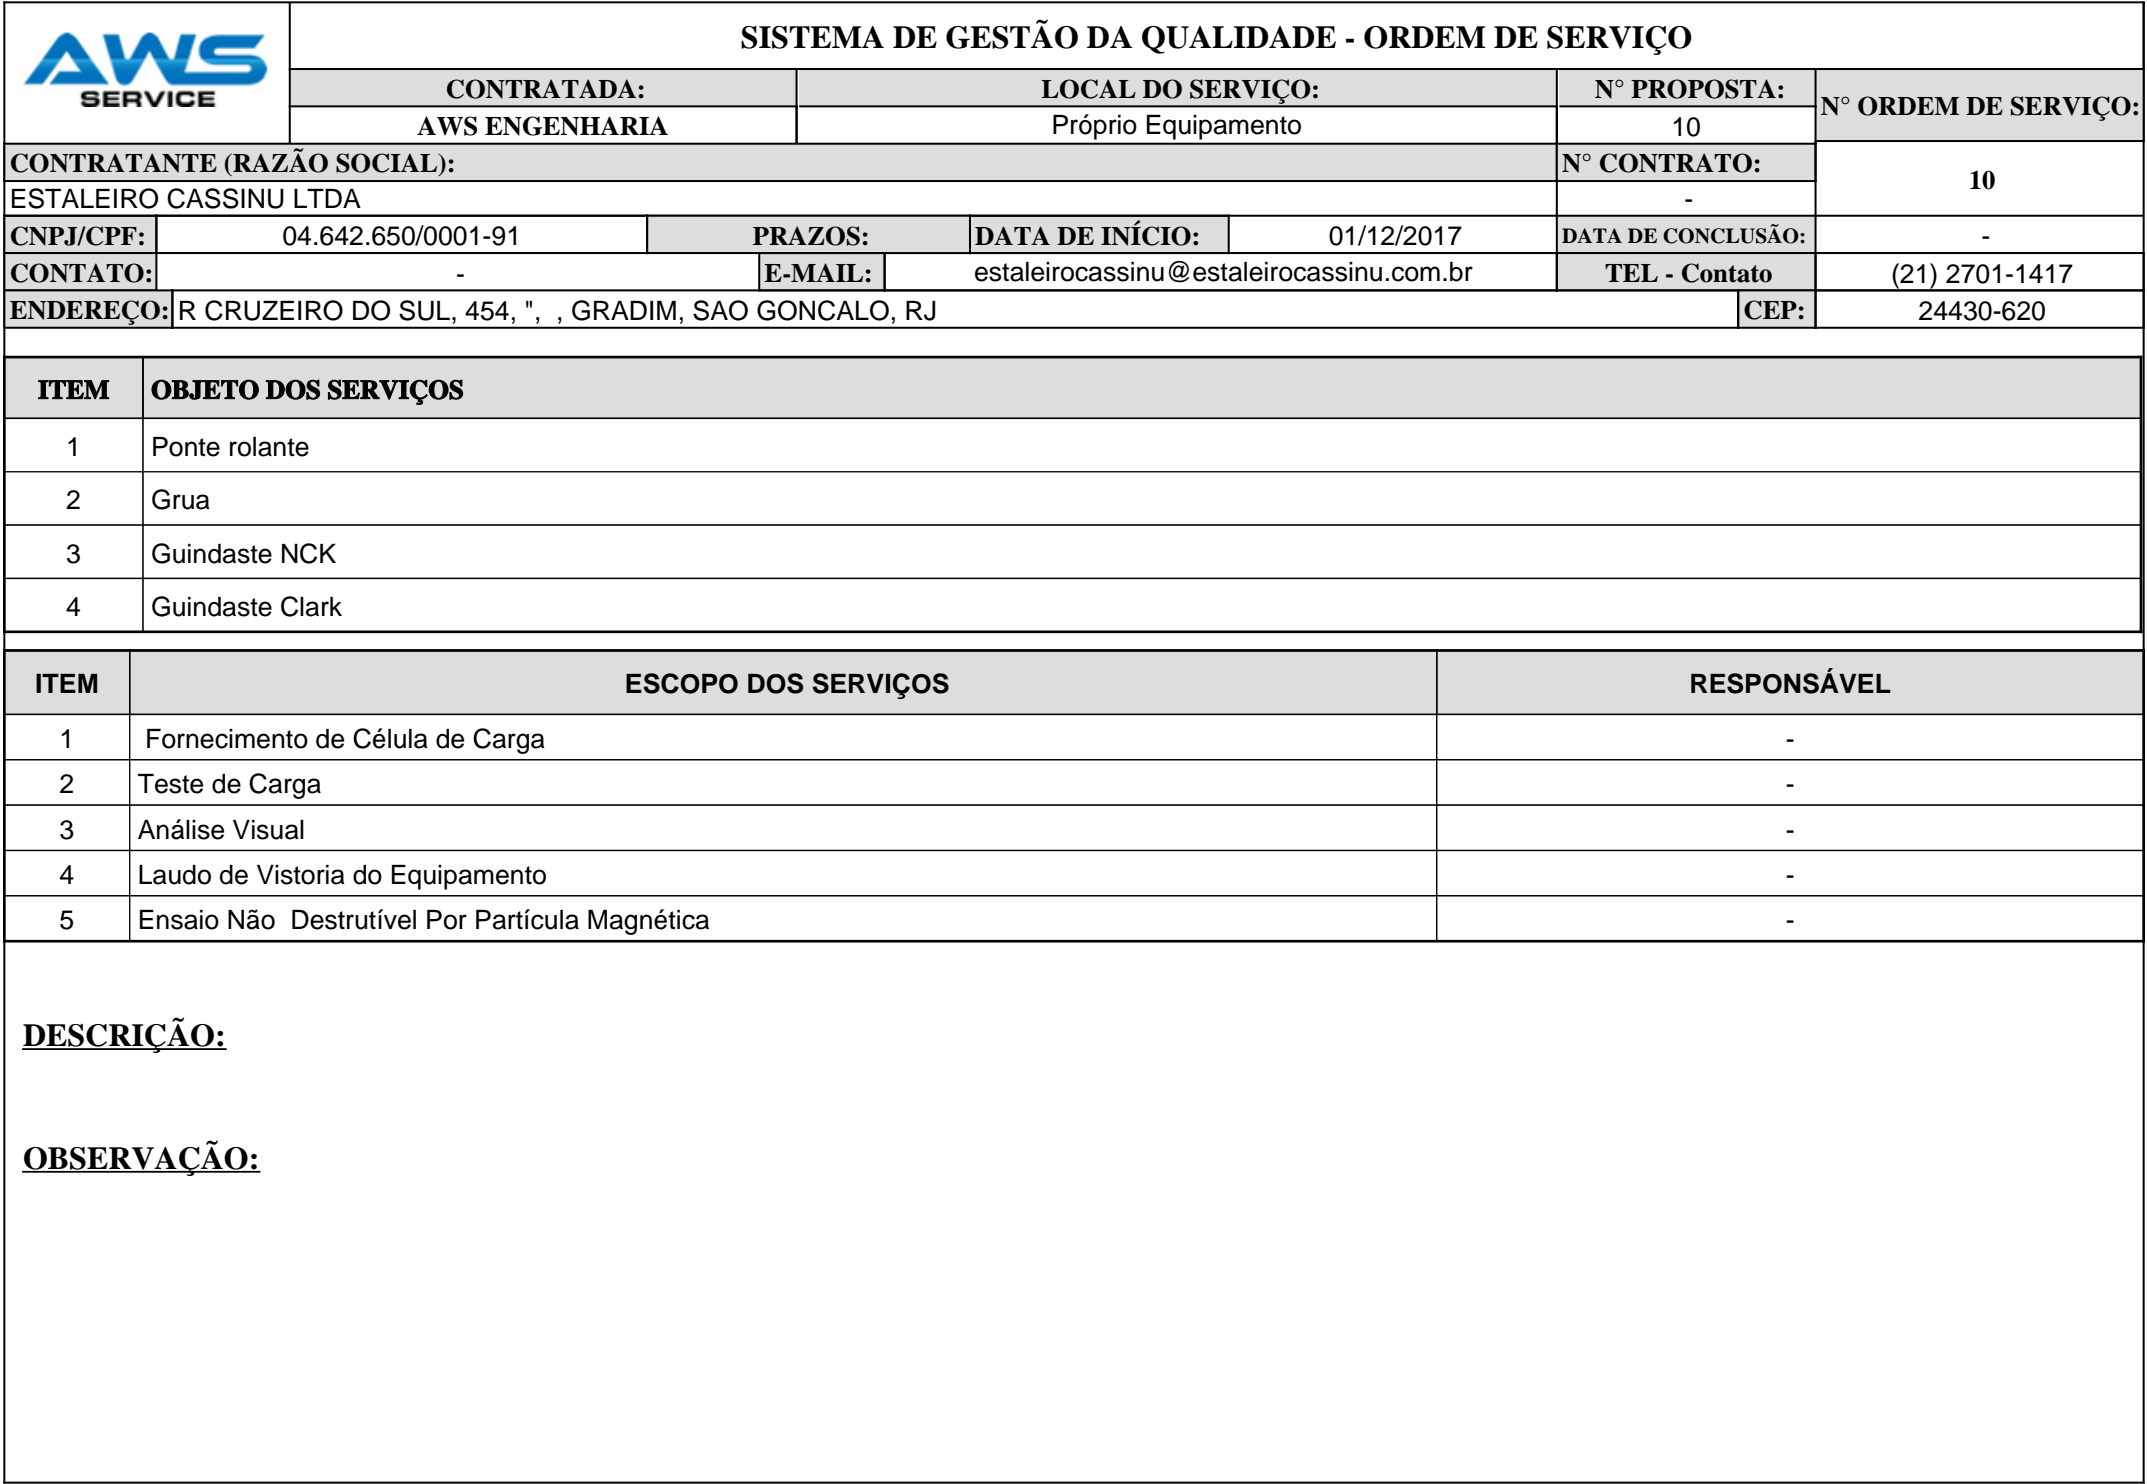 AWS
SERVICE
SISTEMA DE GESTÃO DA QUALIDADE - ORDEM DE SERVIÇO
CONTRATADA: LOCAL DO SERVIÇO: N° PROPOSTA: N° ORDEM DE SERVIÇO:
AWS ENGENHARIA Próprio Equipamento 10
CONTRATANTE (RAZÃO SOCIAL): N° CONTRATO: 10
ESTALEIRO CASSINU LTDA -
CNPJ/CPF: 04.642.650/0001-91 PRAZOS: DATA DE INÍCIO: 01/12/2017 DATA DE CONCLUSÃO: -
CONTATO: - E-MAIL: estaleirocassinu@estaleirocassinu.com.br TEL - Contato (21) 2701-1417
ENDEREÇO: R CRUZEIRO DO SUL, 454, ", , GRADIM, SAO GONCALO, RJ CEP: 24430-620
ITEM OBJETO DOS SERVIÇOS
1 Ponte rolante
2 Grua
3 Guindaste NCK
4 Guindaste Clark
ITEM ESCOPO DOS SERVIÇOS RESPONSÁVEL
1 Fornecimento de Célula de Carga -
2 Teste de Carga -
3 Análise Visual -
4 Laudo de Vistoria do Equipamento -
5 Ensaio Não  Destrutível Por Partícula Magnética -
DESCRIÇÃO:
OBSERVAÇÃO: